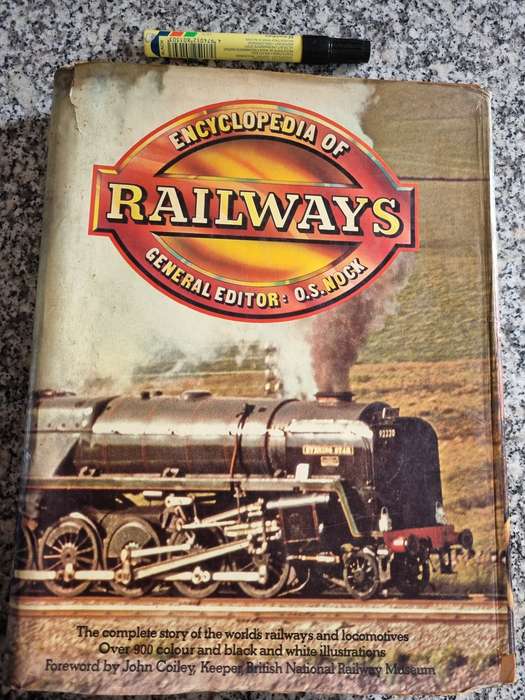 ENCYCLOPEDIA OF
RAILWAYS
GENERAL EDITOR: O.S. NOCK
92220
EVENING STAR
The complete story of the world's railways and locomotives
Over 900 colour and black and white illustrations
Foreword by John Coiley, Keeper, British National Railway Museum